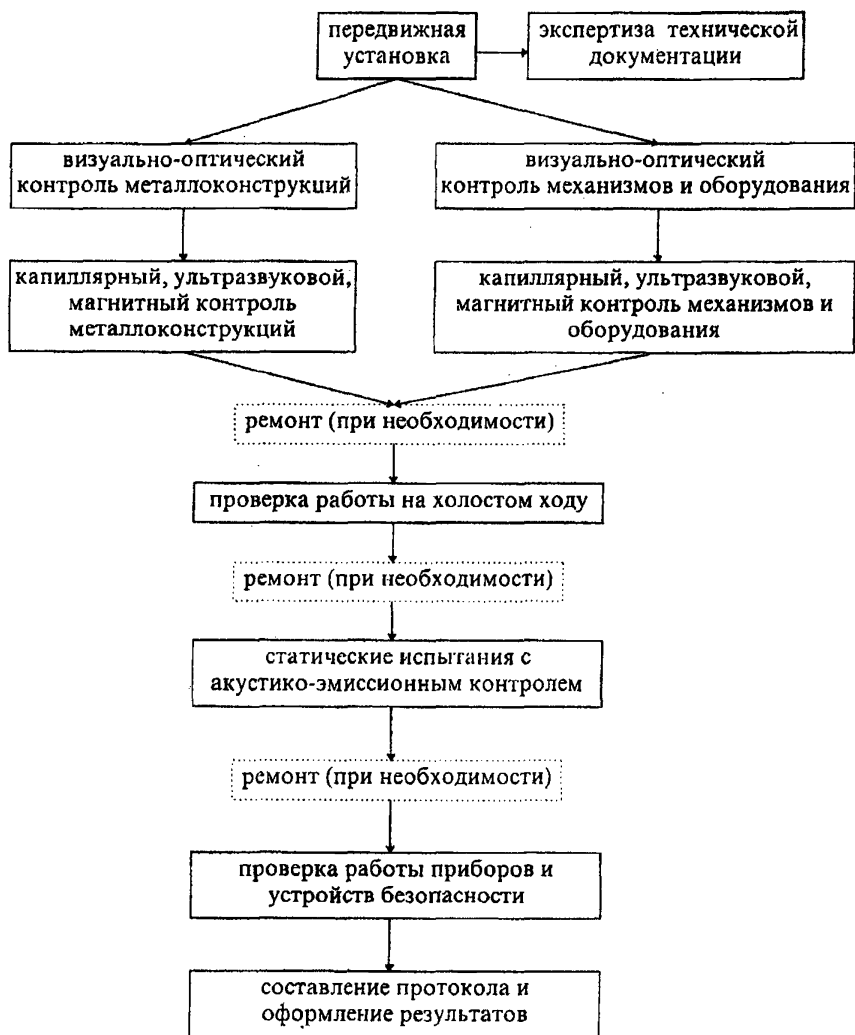 передвижная
установка
экспертиза технической
документации
визуально-оптический
контроль металлоконструкций
визуально-оптический
контроль механизмов и оборудования
капиллярный, ультразвуковой,
магнитный контроль
металлоконструкций
капиллярный, ультразвуковой,
магнитный контроль механизмов и
оборудования
ремонт (при необходимости)
проверка работы на холостом ходу
ремонт (при необходимости)
статические испытания с
акустико-эмиссионным контролем
ремонт (при необходимости)
проверка работы приборов и
устройств безопасности
составление протокола и
оформление результатов